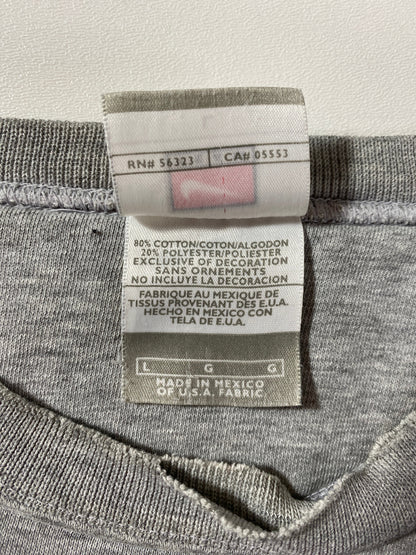 RN# 56323 CA# 05553
80% COTTON/COTON/ALGODON
20% POLYESTER/POLIESTER
EXCLUSIVE OF DECORATION
SANS ORNEMENTS
NO INCLUYE LA DECORACION
FABRIQUE AU MEXIQUE DE
TISSUS PROVENANT DES E.U.A.
HECHO EN MEXICO CON
TELA DE E.U.A.
L G G
MADE IN MEXICO
OF U.S.A. FABRIC